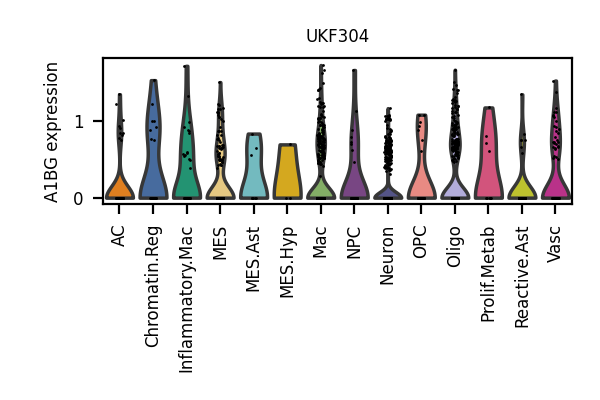 UKF304
A1BG expression
1
0
AC
Chromatin.Reg
Inflammatory.Mac
MES
MES.Ast
MES.Hyp
Mac
NPC
Neuron
OPC
Oligo
Prolif.Metab
Reactive.Ast
Vasc